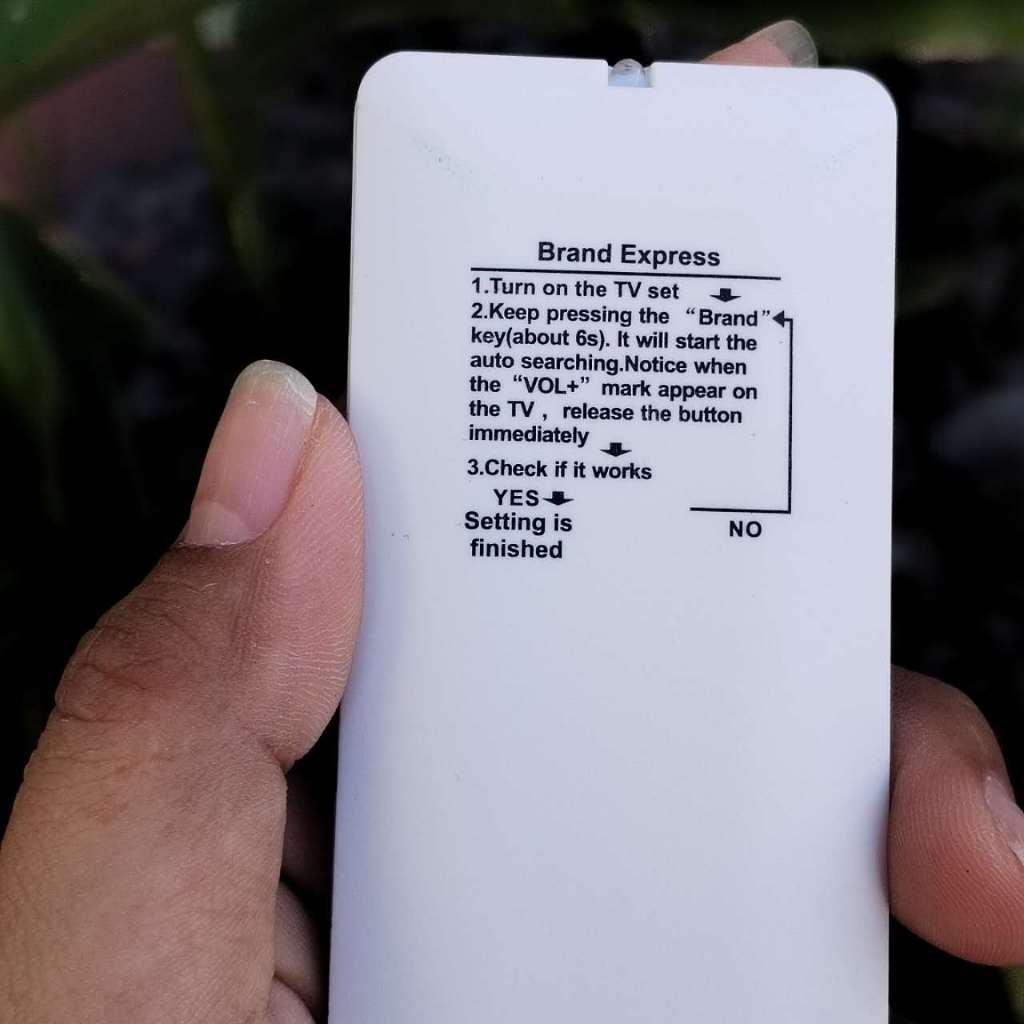 Brand Express
1.Turn on the TV set
2.Keep pressing the “Brand”
key(about 6s). It will start the
auto searching.Notice when
the “VOL+” mark appear on
the TV , release the button
immediately
3.Check if it works
YES
Setting is
finished
NO